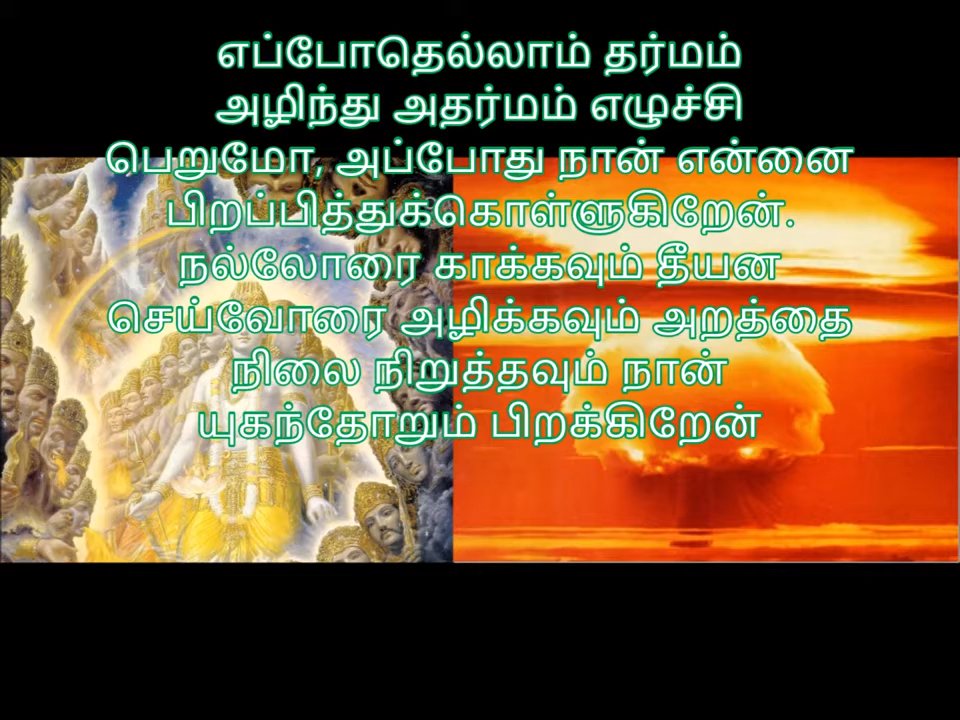 எப்போதெல்லாம் தர்மம்
அழிந்து அதர்மம் எழுச்சி
பெறுமோ, அப்போது நான் என்னை
பிறப்பித்துக்கொள்ளுகிறேன்.
நல்லோரை காக்கவும் தீயன
செய்வோரை அழிக்கவும் அறத்தை
நிலை நிறுத்தவும் நான்
யுகந்தோறும் பிறக்கிறேன்